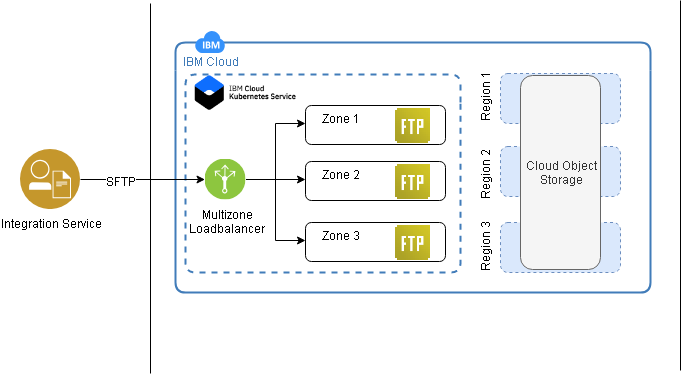 IBM
IBM Cloud
IBM Cloud
Kubernetes Service
Zone 1
FTP
Zone 2
FTP
Zone 3
FTP
SFTP
Integration Service
Multizone
Loadbalancer
Region 1
Region 2
Region 3
Cloud Object
Storage